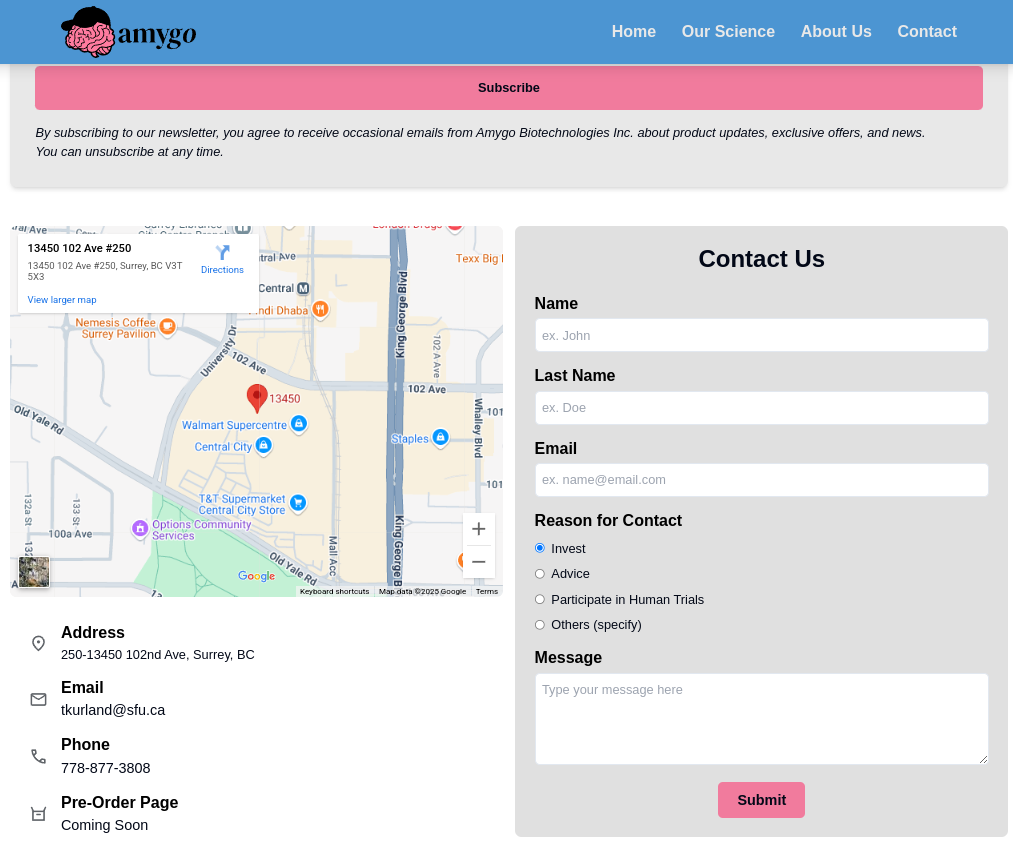 amygo
Home
Our Science
About Us
Contact
Subscribe
By subscribing to our newsletter, you agree to receive occasional emails from Amygo Biotechnologies Inc. about product updates, exclusive offers, and news.
You can unsubscribe at any time.
13450 102 Ave #250
13450 102 Ave #250, Surrey, BC V3T
5X3
Directions
View larger map
Texx Big
Central
Hindi Dhaba
Nemesis Coffee
Surrey Pavilion
University Dr
King George Blvd
102 A Ave
102 Ave
102 Ave
13450
Old Yale Rd
Walmart Supercentre
Central City
Staples
Whalley Blvd
T&T Supermarket
Central City Store
132a St
133 St
100a Ave
Options Community
Services
Old Yale Rd
Mall Acc
King George B
Google
Keyboard shortcuts
Map data ©2025 Google
Terms
Address
250-13450 102nd Ave, Surrey, BC
Email
tkurland@sfu.ca
Phone
778-877-3808
Pre-Order Page
Coming Soon
Contact Us
Name
ex. John
Last Name
ex. Doe
Email
ex. name@email.com
Reason for Contact
Invest
Advice
Participate in Human Trials
Others (specify)
Message
Type your message here
Submit